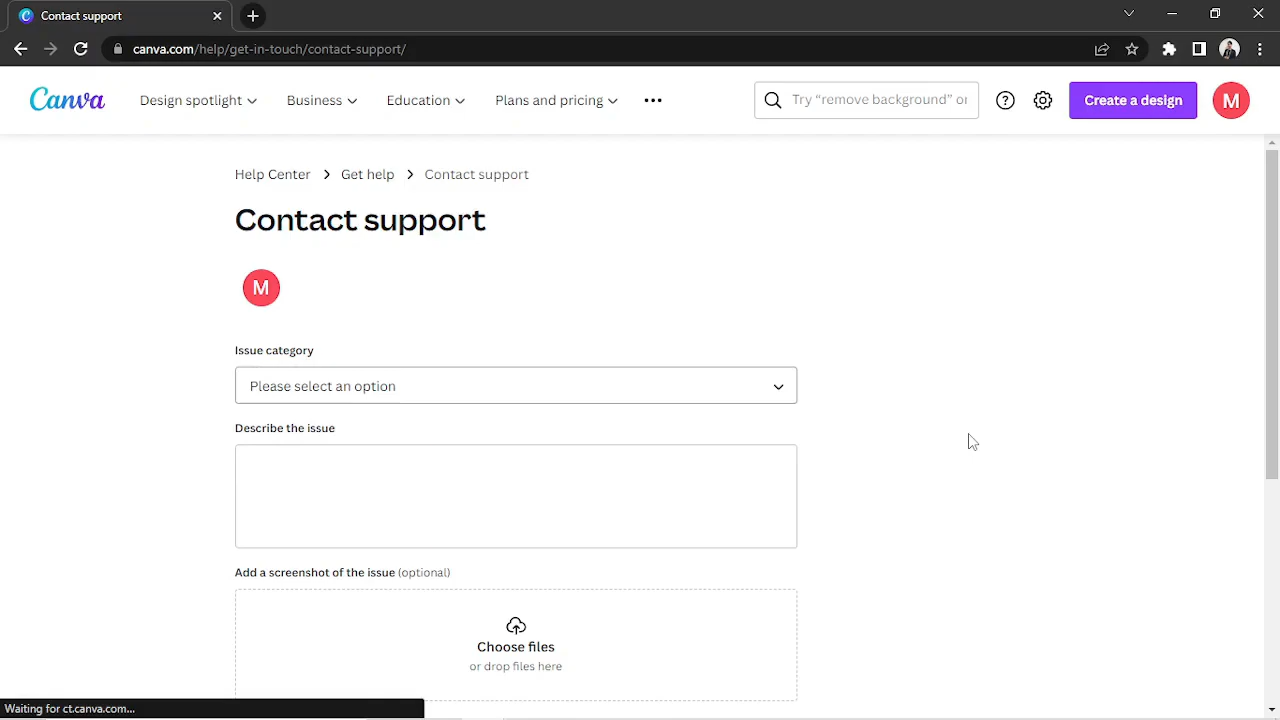 Contact support
canva.com/help/get-in-touch/contact-support/
Canva
Design spotlight
Business
Education
Plans and pricing
Try “remove background” or
Create a design
M
Help Center
Get help
Contact support
Contact support
M
Issue category
Please select an option
Describe the issue
Add a screenshot of the issue (optional)
Choose files
or drop files here
Waiting for ct.canva.com...